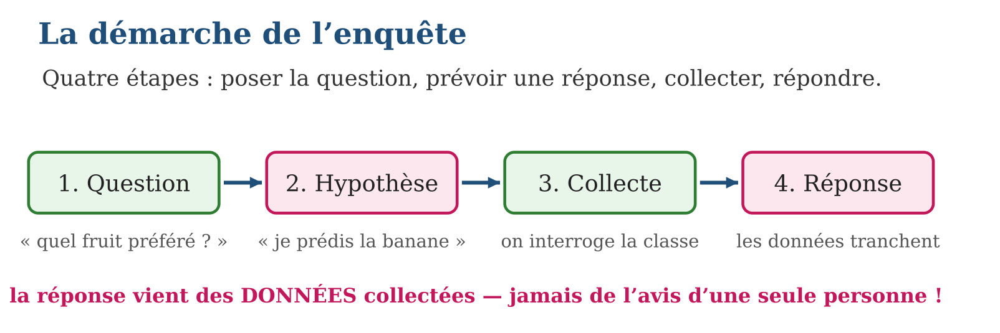 La démarche de l’enquête
Quatre étapes : poser la question, prévoir une réponse, collecter, répondre.
1. Question
2. Hypothèse
3. Collecte
4. Réponse
« quel fruit préféré ? »
« je prédis la banane »
on interroge la classe
les données tranchent
la réponse vient des DONNÉES collectées — jamais de l’avis d’une seule personne !